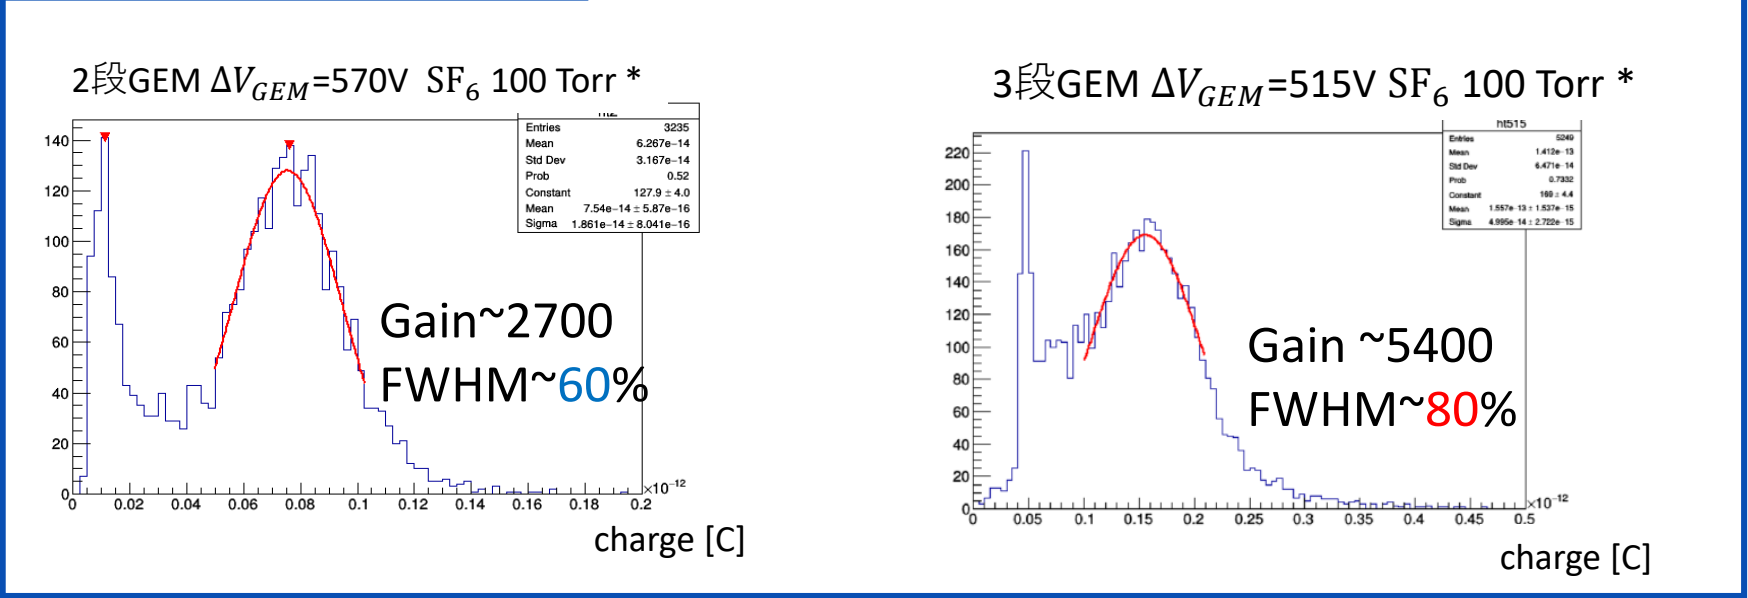 2段GEM ΔV_GEM=570V SF₆ 100 Torr *
Entries 3235
Mean 6.267e−14
Std Dev 3.167e−14
Prob 0.52
Constant 127.9 ± 4.0
Mean 7.54e−14 ± 5.87e−16
Sigma 1.861e−14 ± 8.041e−16
140
120
100
80
60
40
20
0
0 0.02 0.04 0.06 0.08 0.1 0.12 0.14 0.16 0.18 0.2
×10⁻¹²
Gain~2700
FWHM~60%
charge [C]
3段GEM ΔV_GEM=515V SF₆ 100 Torr *
ht515
Entries 5249
Mean 1.412e−13
Std Dev 6.471e−14
Prob 0.7332
Constant 169 ± 4.4
Mean 1.557e−13 ± 1.537e−15
Sigma 4.995e−14 ± 2.722e−15
220
200
180
160
140
120
100
80
60
40
20
0
0 0.05 0.1 0.15 0.2 0.25 0.3 0.35 0.4 0.45 0.5
×10⁻¹²
Gain ~5400
FWHM~80%
charge [C]